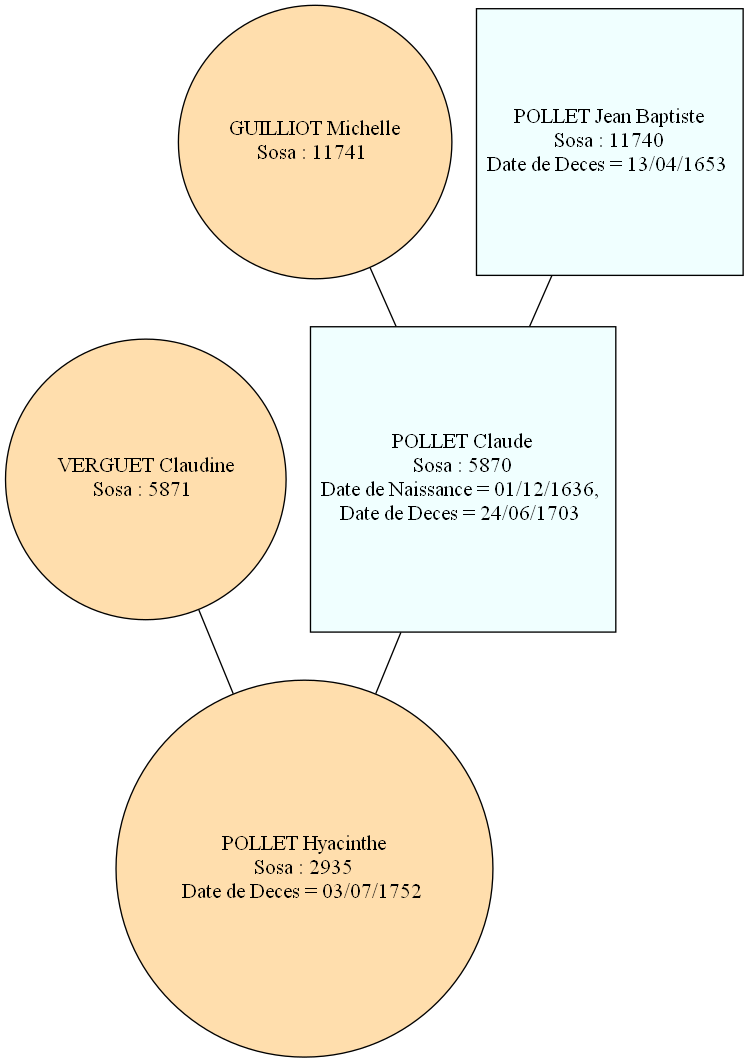 GUILLIOT Michelle
Sosa : 11741
POLLET Jean Baptiste
Sosa : 11740
Date de Deces = 13/04/1653
VERGUET Claudine
Sosa : 5871
POLLET Claude
Sosa : 5870
Date de Naissance = 01/12/1636,
Date de Deces = 24/06/1703
POLLET Hyacinthe
Sosa : 2935
Date de Deces = 03/07/1752